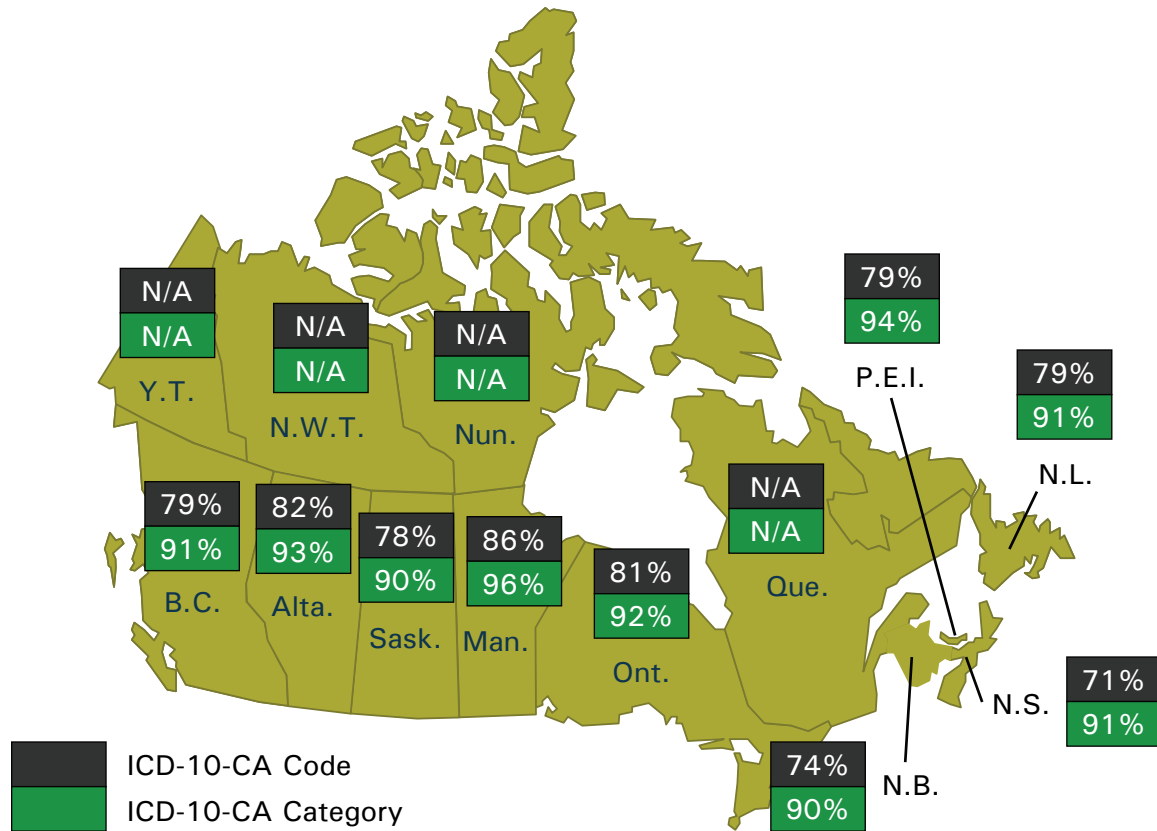 79%
94%
P.E.I.
N/A
N/A
Y.T.
N/A
N/A
N.W.T.
N/A
N/A
Nun.
79%
91%
N.L.
79%
91%
B.C.
82%
93%
Alta.
78%
90%
Sask.
86%
96%
Man.
81%
92%
Ont.
N/A
N/A
Que.
71%
91%
N.S.
74%
90%
N.B.
ICD-10-CA Code
ICD-10-CA Category